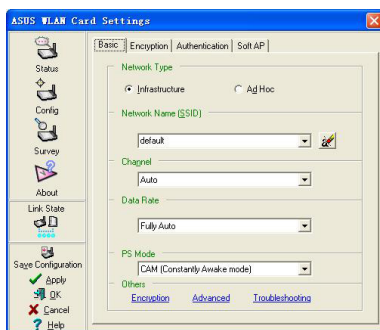 ASUS WLAN Card Settings
Status
Config
Survey
About
Link State
Save Configuration
Apply
OK
Cancel
Help
Basic
Encryption
Authentication
Soft AP
Network Type
Infrastructure
Ad Hoc
Network Name (SSID)
default
Channel
Auto
Data Rate
Fully Auto
PS Mode
CAM (Constantly Awake mode)
Others
Encryption
Advanced
Troubleshooting